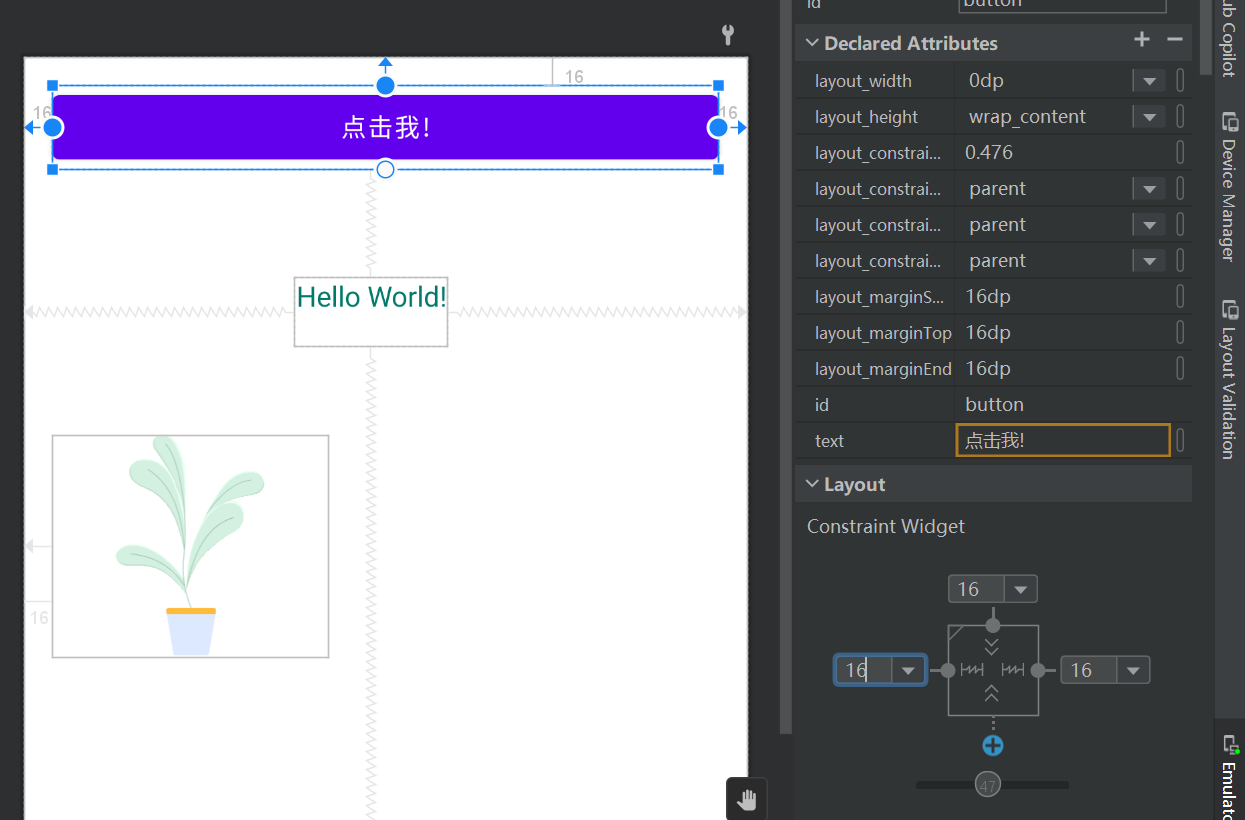 id
button
Declared Attributes
16
16
点击我!
16
Hello World!
16
layout_width
0dp
layout_height
wrap_content
layout_constrai...
0.476
layout_constrai...
parent
layout_constrai...
parent
layout_constrai...
parent
layout_marginS...
16dp
layout_marginTop
16dp
layout_marginEnd
16dp
id
button
text
点击我!
Layout
Constraint Widget
16
16
16
47
Copilot
Device Manager
Layout Validation